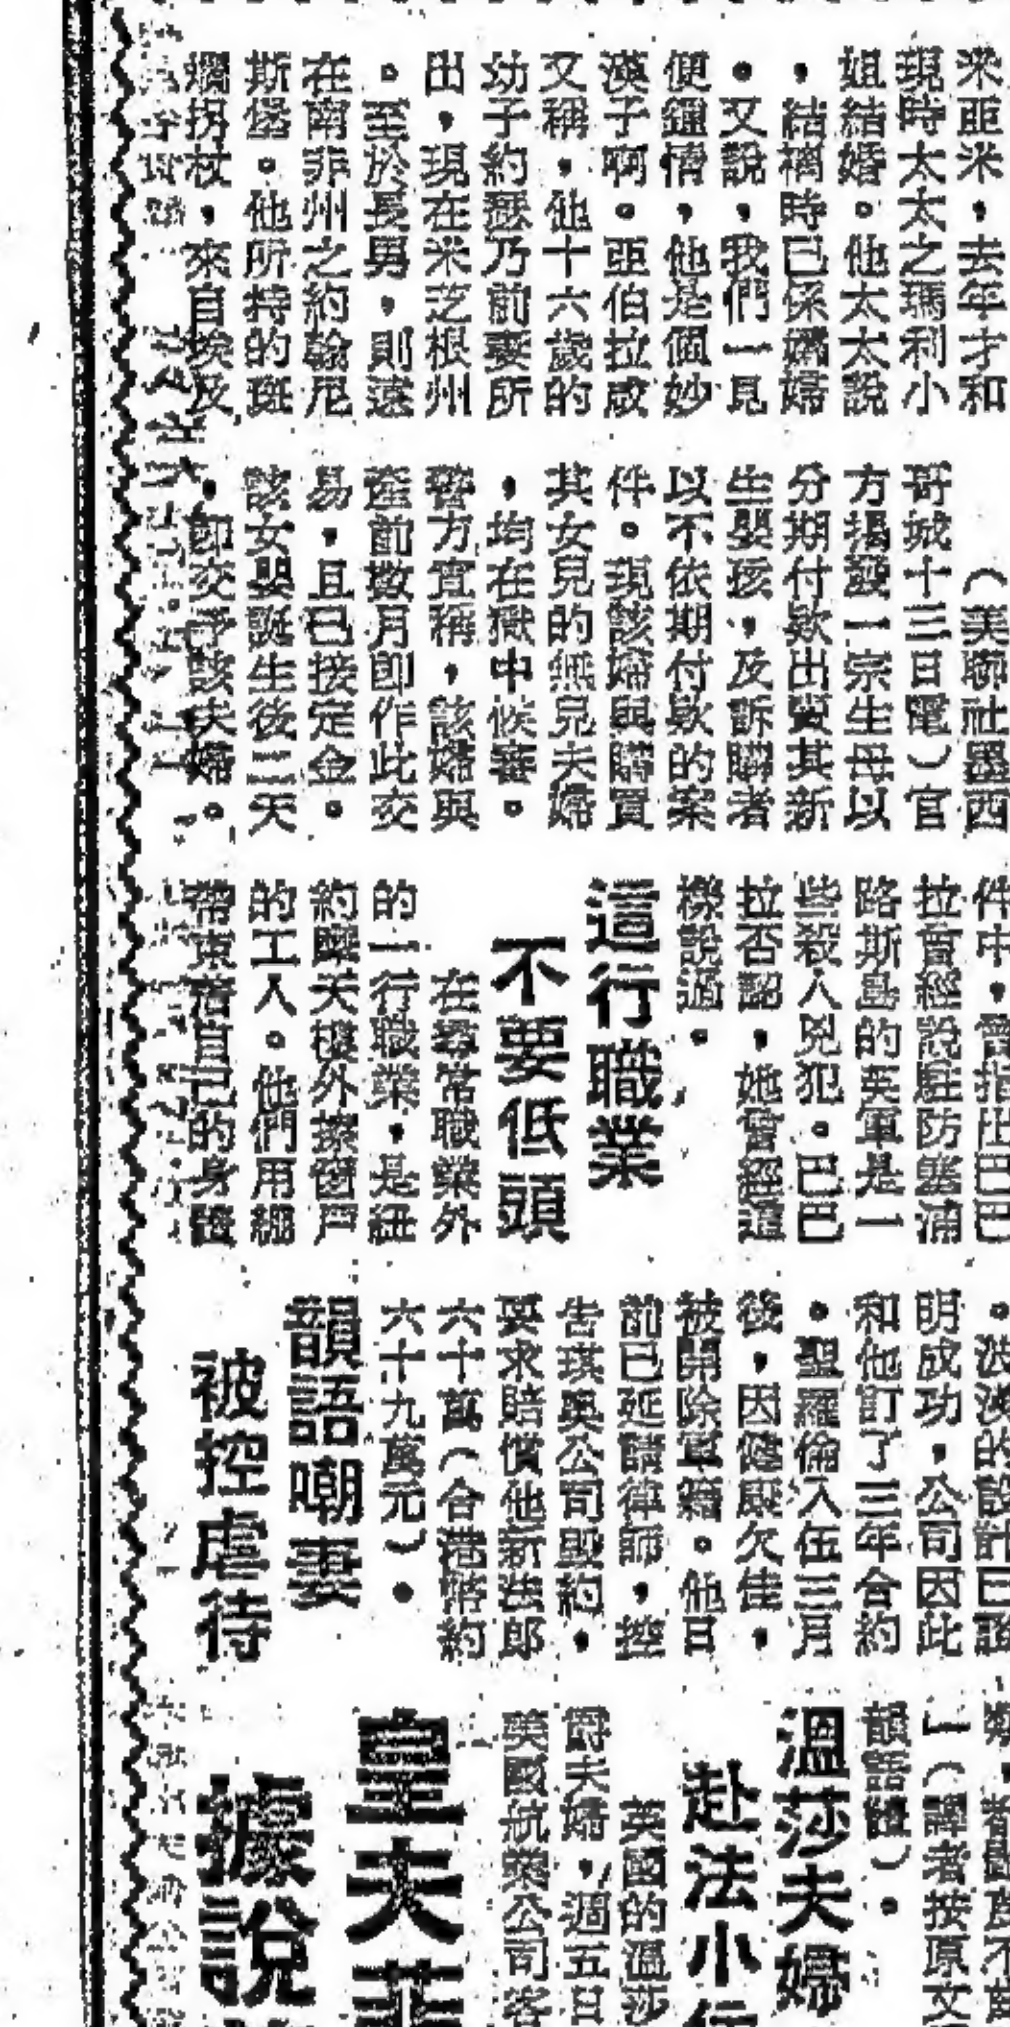 米亜米，去年才和
現時太太之瑪利小
姐結婚。他太太說
，結褵時已係孀婦
。又說，我們一見
便鍾情，他是個妙
漢子啊。亞伯拉
又稱，他十六歲的
幼子約瑟乃前妻所
出，現在米芝根州
。至於長男，則遠
在南非州之約翰尼
斯堡。他所持的斑
斕拐杖，來自埃及
（美聯社墨西
哥城十三日電）官
方揭發一宗生母以
分期付欵出賣其新
生嬰孩，及訴購者
以不依期付欵的案
件。現該婦與購買
其女兒的無兒夫婦
，均在獄中候審。
警方宣稱，該婦與
產前數月即作此交
易，且已接定金。
該女嬰誕生後三天
，即交予該夫婦。
件中，曾指出巴巴
拉曾經說駐防塞浦
路斯島的英軍是一
些殺人兇犯。巴巴
拉否認，她曾經這
樣說過。
這行職業
不要低頭
在尋常職業外
的一行職業，是紐
約摩天樓外擦窗戶
的工人。他們用綳
帶束着自己的身體
。波浪的設計已證
明成功，公司因此
和他訂了三年合約
。聖羅倫入伍三月
後，因健康欠佳，
被開除軍籍。他日
前已延請律師，控
告琪奧公司毀約，
要求賠償他新法郎
六十萬（合港幣約
六十九萬元）。
韻語嘲妻
被控虐待
一（譯者按原文
韻語體）。
溫莎夫婦
赴法小
英國的溫莎
爵夫婦，週五日
美國航業公司客
皇夫
據說